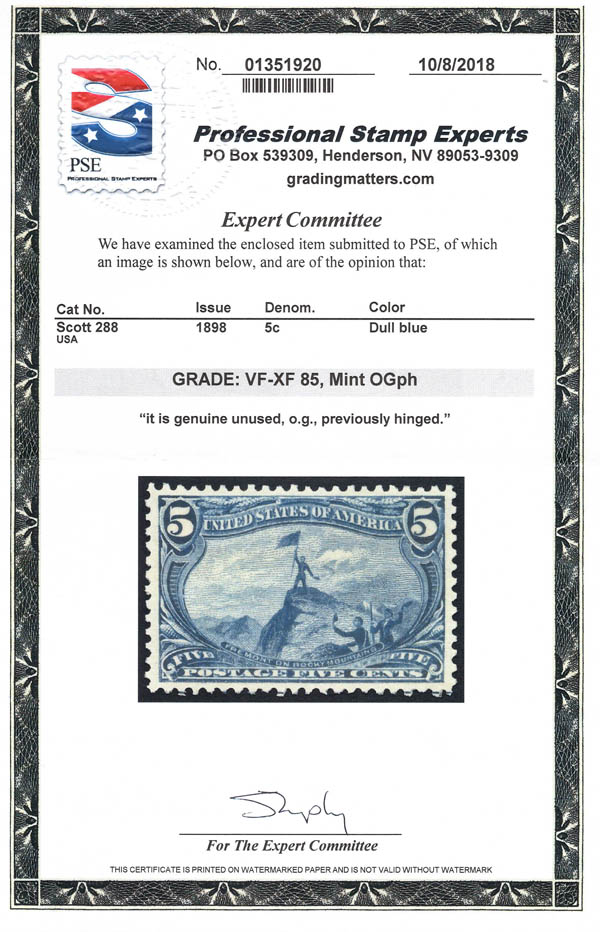 No. 01351920 10/8/2018
PSE
PROFESSIONAL STAMP EXPERTS
Professional Stamp Experts
PO Box 539309, Henderson, NV 89053-9309
gradingmatters.com
Expert Committee
We have examined the enclosed item submitted to PSE, of which
an image is shown below, and are of the opinion that:
Cat No. Issue Denom. Color
Scott 288 1898 5c Dull blue
USA
GRADE: VF-XF 85, Mint OGph
“it is genuine unused, o.g., previously hinged.”
5 5
UNITED STATES OF AMERICA
FREMONT ON ROCKY MOUNTAINS
FIVE FIVE
POSTAGE FIVE CENTS
For The Expert Committee
THIS CERTIFICATE IS PRINTED ON WATERMARKED PAPER AND IS NOT VALID WITHOUT WATERMARK